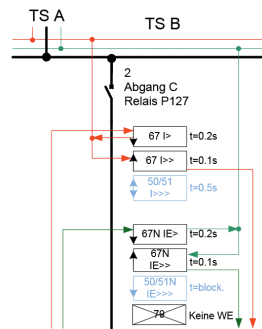 TS A
TS B
2
Abgang C
Relais P127
67 I> t=0.2s
67 I>> t=0.1s
50/51
I>>> t=0.5s
67N IE> t=0.2s
67N
IE>> t=0.1s
50/51N
IE>>> t=block.
79 Keine WE